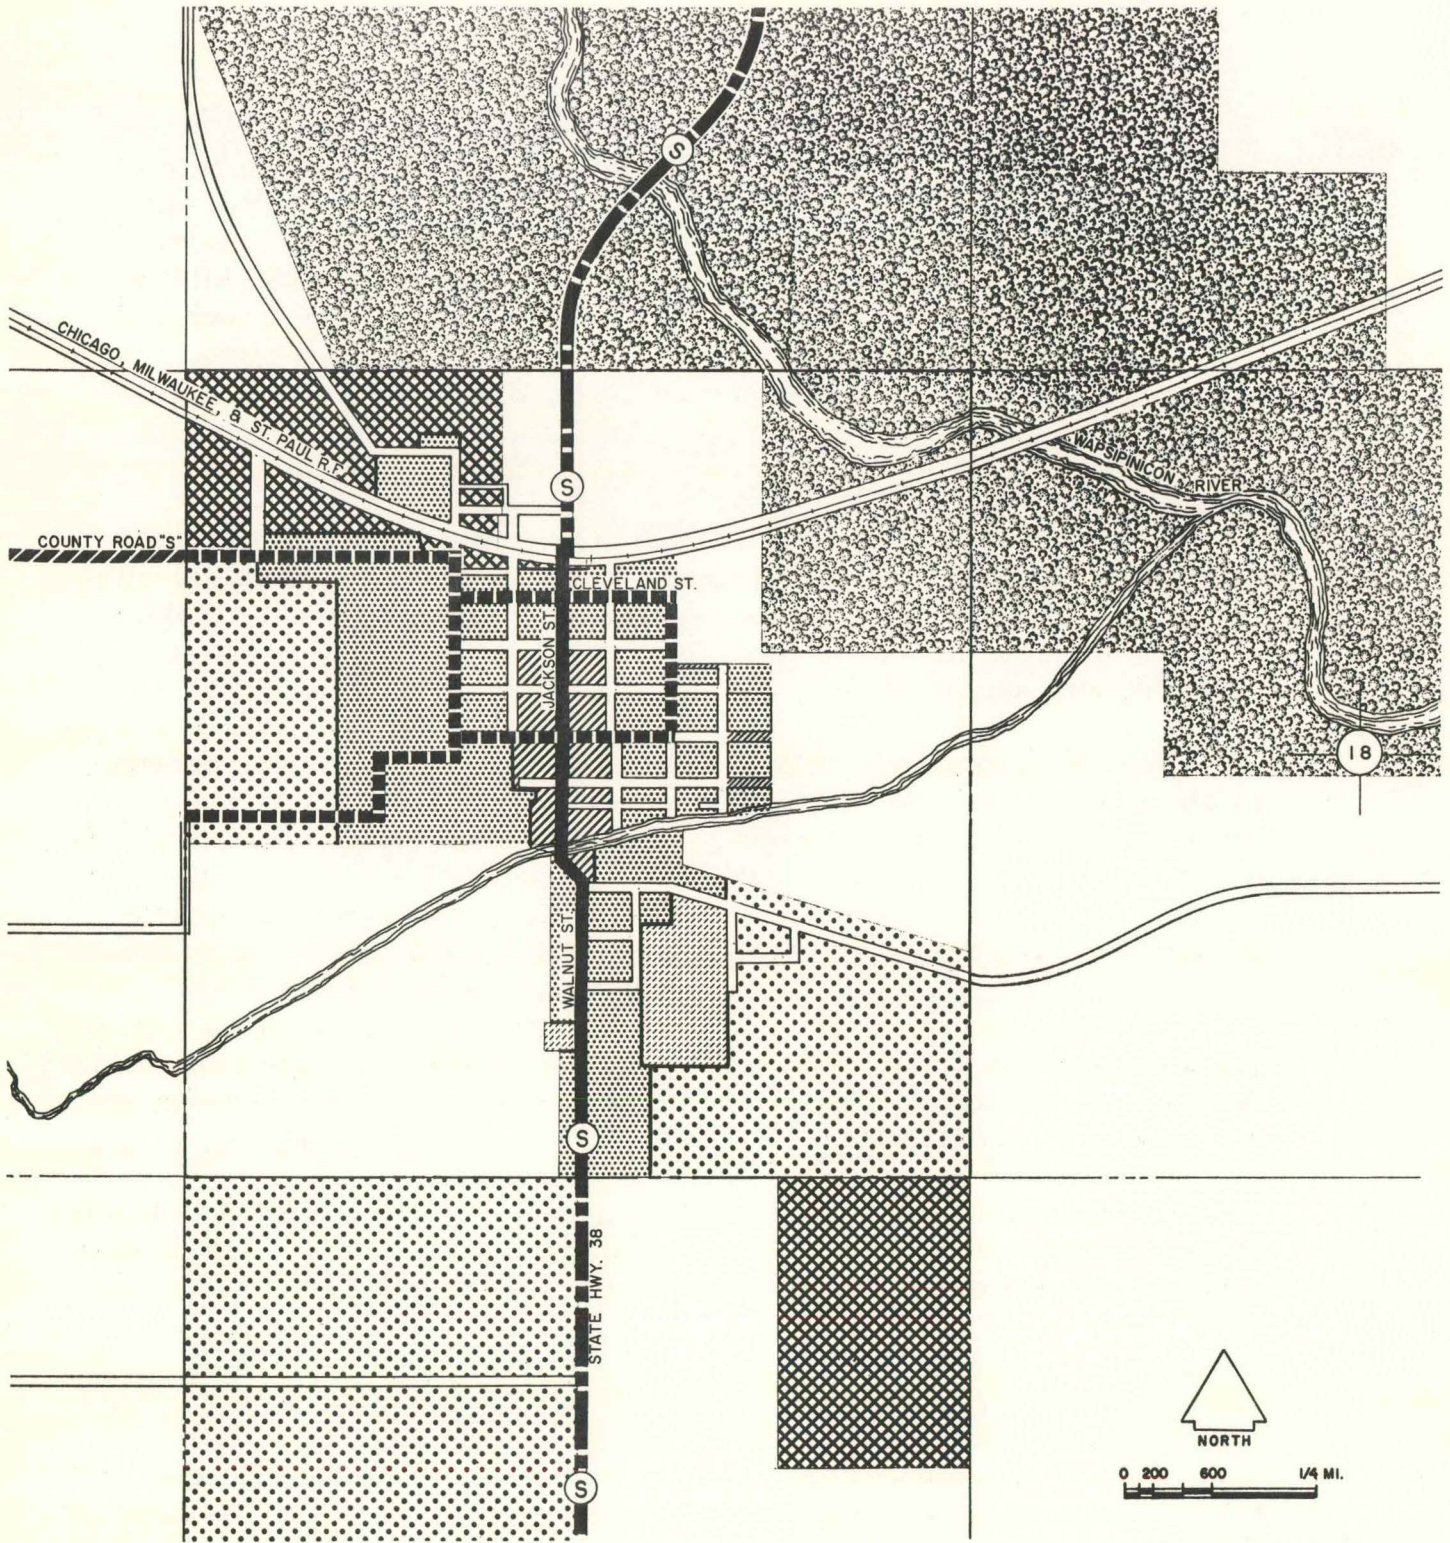 S
CHICAGO, MILWAUKEE, & ST. PAUL R.R.
S
WAPSIPINICON RIVER
COUNTY ROAD "S"
CLEVELAND ST.
JACKSON ST.
18
WALNUT ST.
S
STATE HWY. 38
NORTH
0 200 600 1/4 MI.
S